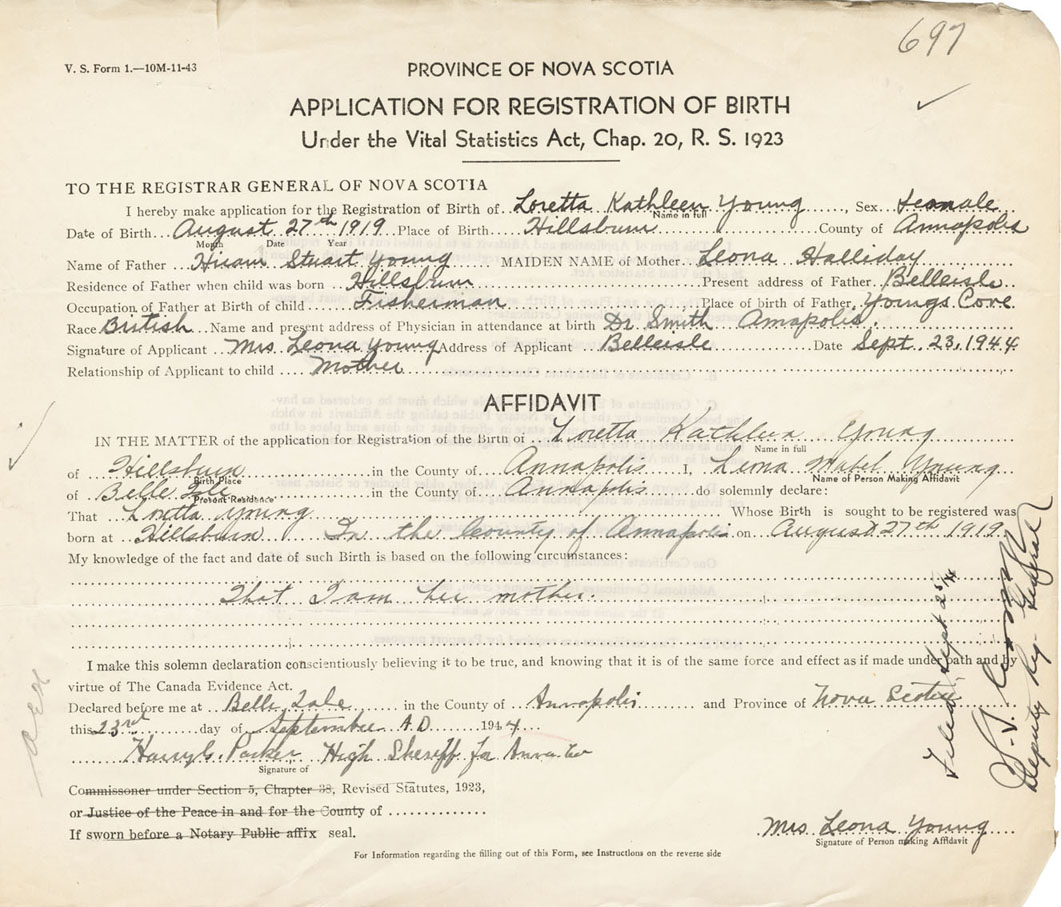 697
V. S. Form 1.—10M-11-43
PROVINCE OF NOVA SCOTIA
APPLICATION FOR REGISTRATION OF BIRTH
Under the Vital Statistics Act, Chap. 20, R. S. 1923
TO THE REGISTRAR GENERAL OF NOVA SCOTIA
I hereby make application for the Registration of Birth of Loretta Kathleen Young, Sex female
Name in full
Date of Birth August 27th 1919 Place of Birth Hillsburn County of Annapolis
Month Date Year
Name of Father Hiram Stuart Young MAIDEN NAME of Mother Leona Halliday
Residence of Father when child was born Hillsburn Present address of Father Belleisle
Occupation of Father at Birth of child Fisherman Place of birth of Father, Youngs Cove
Race British Name and present address of Physician in attendance at birth Dr Smith Annapolis.
Signature of Applicant Mrs Leona Young Address of Applicant Belleisle Date Sept. 23, 1944
Relationship of Applicant to child Mother
AFFIDAVIT
IN THE MATTER of the application for Registration of the Birth of Loretta Kathleen Young
Name in full
of Hillsburn in the County of Annapolis I, Leona Mabel Young
Birth Place Name of Person Making Affidavit
of Belle Isle in the County of Annapolis do solemnly declare:
Present Residence
That Loretta Young Whose Birth is sought to be registered was
born at Hillsburn In the County of Annapolis on August 27th 1919
My knowledge of the fact and date of such Birth is based on the following circumstances:
That I am her mother.
I make this solemn declaration conscientiously believing it to be true, and knowing that it is of the same force and effect as if made under oath and by
virtue of The Canada Evidence Act.
Declared before me at Belle Isle in the County of Annapolis and Province of Nova Scotia
this 23rd day of September A.D. 1944
Harry C. Parker High Sheriff for Anna Co
Signature of
Commissoner under Section 5, Chapter 38, Revised Statutes, 1923,
or Justice of the Peace in and for the County of
If sworn before a Notary Public affix seal.
Mrs Leona Young
Signature of Person making Affidavit
For Information regarding the filling out of this Form, see Instructions on the reverse side
Filed Sept 25/44
Deputy Rg. General